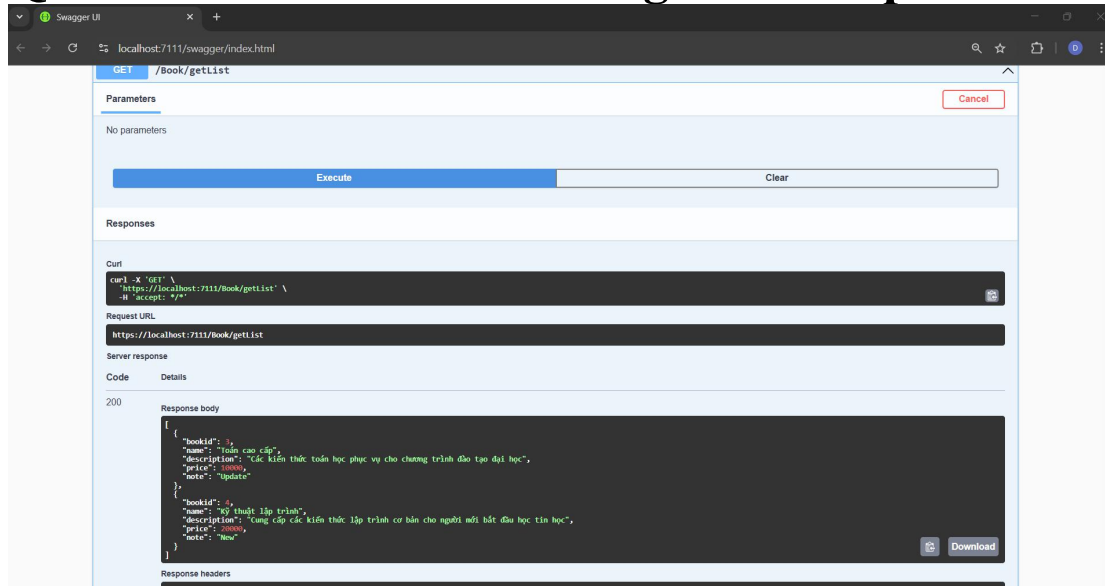 Swagger UI
localhost:7111/swagger/index.html
D
GET /Book/getList
Parameters
Cancel
No parameters
Execute
Clear
Responses
Curl
curl -X 'GET' \
'https://localhost:7111/Book/getList' \
-H 'accept: */*'
Request URL
https://localhost:7111/Book/getList
Server response
Code Details
200
Response body
[
{
"bookid": 3,
"name": "Toán cao cấp",
"description": "Các kiến thức toán học phục vụ cho chương trình đào tạo đại học",
"price": 10000,
"note": "Update"
},
{
"bookid": 4,
"name": "Kỹ thuật lập trình",
"description": "Cung cấp các kiến thức lập trình cơ bản cho người mới bắt đầu học tin học",
"price": 20000,
"note": "New"
}
]
Download
Response headers